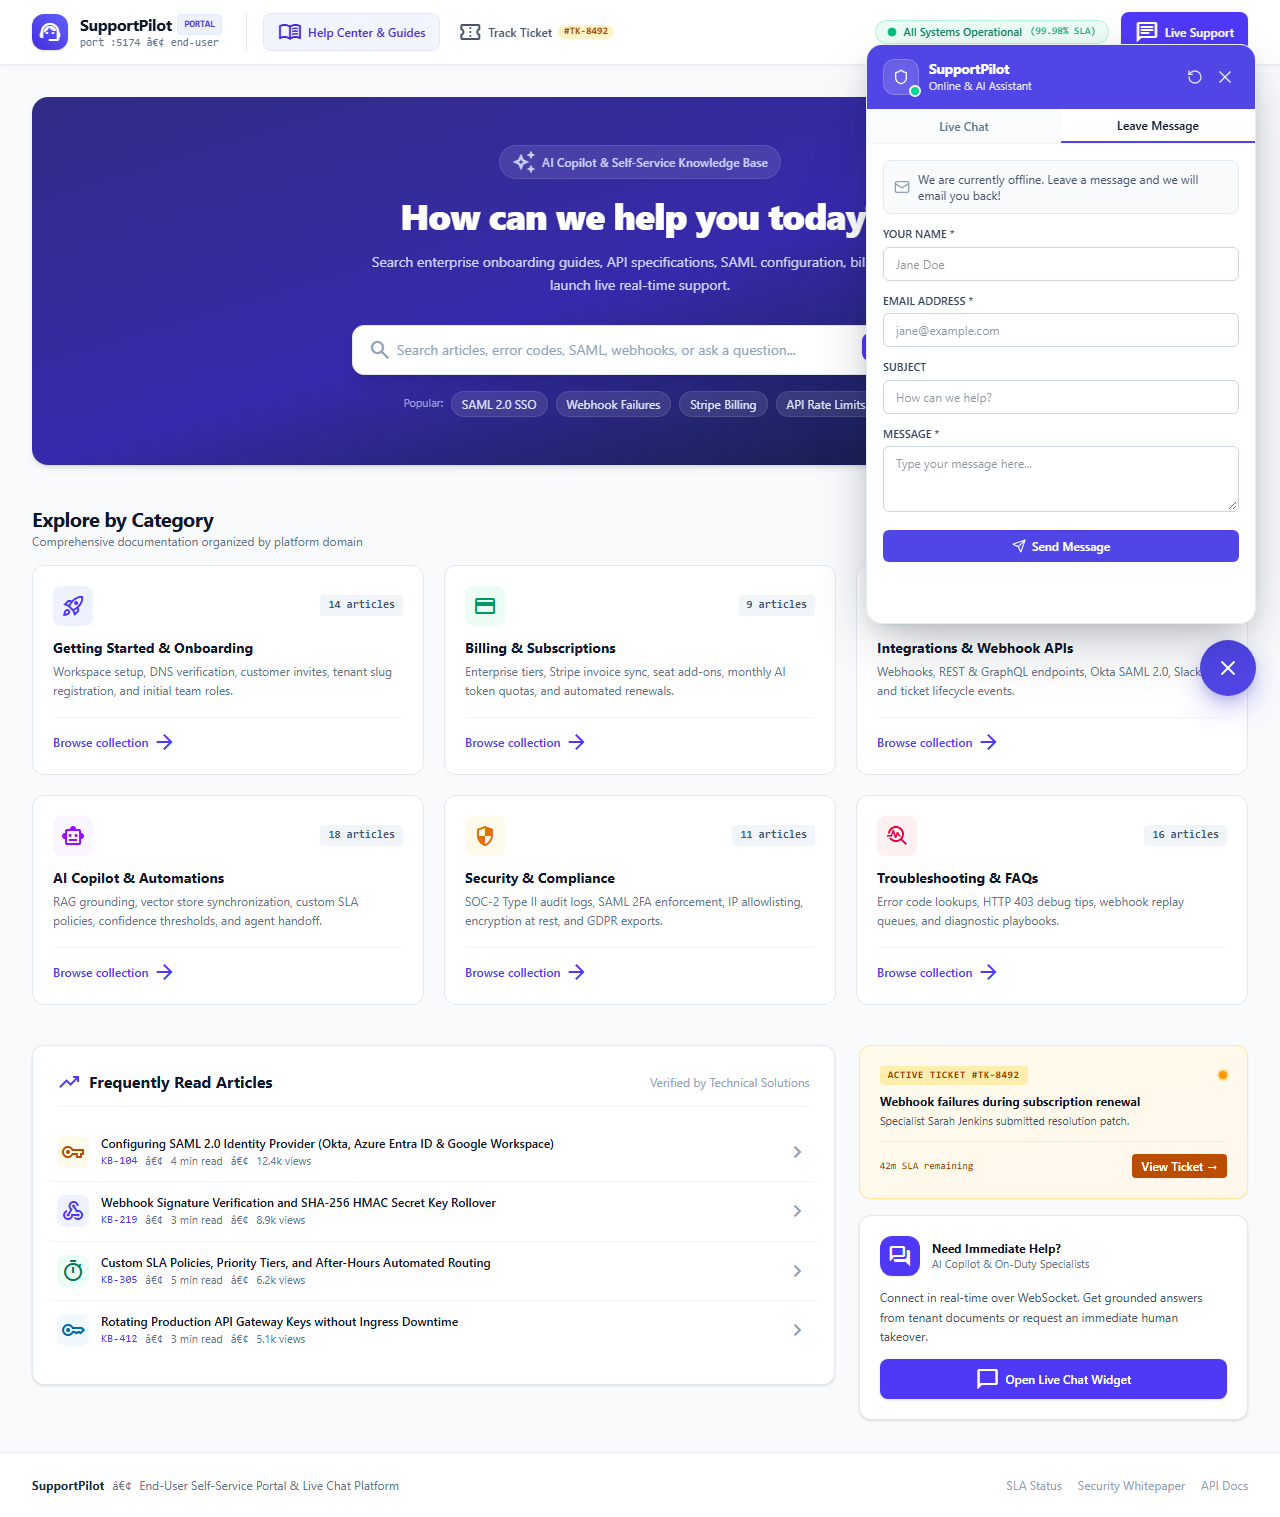 SupportPilot PORTAL
port :5174 â€¢ end-user
Help Center & Guides
Track Ticket #TK-8492
All Systems Operational (99.98% SLA)
Live Support
AI Copilot & Self-Service Knowledge Base
How can we help you today
Search enterprise onboarding guides, API specifications, SAML configuration, bil
launch live real-time support.
Search articles, error codes, SAML, webhooks, or ask a question...
Popular: SAML 2.0 SSO Webhook Failures Stripe Billing API Rate Limits
SupportPilot
Online & AI Assistant
Live Chat
Leave Message
We are currently offline. Leave a message and we will
email you back!
YOUR NAME *
Jane Doe
EMAIL ADDRESS *
jane@example.com
SUBJECT
How can we help?
MESSAGE *
Type your message here...
Send Message
Explore by Category
Comprehensive documentation organized by platform domain
14 articles
Getting Started & Onboarding
Workspace setup, DNS verification, customer invites, tenant slug
registration, and initial team roles.
Browse collection
9 articles
Billing & Subscriptions
Enterprise tiers, Stripe invoice sync, seat add-ons, monthly AI
token quotas, and automated renewals.
Browse collection
Integrations & Webhook APIs
Webhooks, REST & GraphQL endpoints, Okta SAML 2.0, Slack
and ticket lifecycle events.
Browse collection
18 articles
AI Copilot & Automations
RAG grounding, vector store synchronization, custom SLA
policies, confidence thresholds, and agent handoff.
Browse collection
11 articles
Security & Compliance
SOC-2 Type II audit logs, SAML 2FA enforcement, IP allowlisting,
encryption at rest, and GDPR exports.
Browse collection
16 articles
Troubleshooting & FAQs
Error code lookups, HTTP 403 debug tips, webhook replay
queues, and diagnostic playbooks.
Browse collection
Frequently Read Articles
Verified by Technical Solutions
Configuring SAML 2.0 Identity Provider (Okta, Azure Entra ID & Google Workspace)
KB-104 â€¢ 4 min read â€¢ 12.4k views
Webhook Signature Verification and SHA-256 HMAC Secret Key Rollover
KB-219 â€¢ 3 min read â€¢ 8.9k views
Custom SLA Policies, Priority Tiers, and After-Hours Automated Routing
KB-305 â€¢ 5 min read â€¢ 6.2k views
Rotating Production API Gateway Keys without Ingress Downtime
KB-412 â€¢ 3 min read â€¢ 5.1k views
ACTIVE TICKET #TK-8492
Webhook failures during subscription renewal
Specialist Sarah Jenkins submitted resolution patch.
42m SLA remaining
View Ticket →
Need Immediate Help?
AI Copilot & On-Duty Specialists
Connect in real-time over WebSocket. Get grounded answers
from tenant documents or request an immediate human
takeover.
Open Live Chat Widget
SupportPilot â€¢ End-User Self-Service Portal & Live Chat Platform
SLA Status Security Whitepaper API Docs